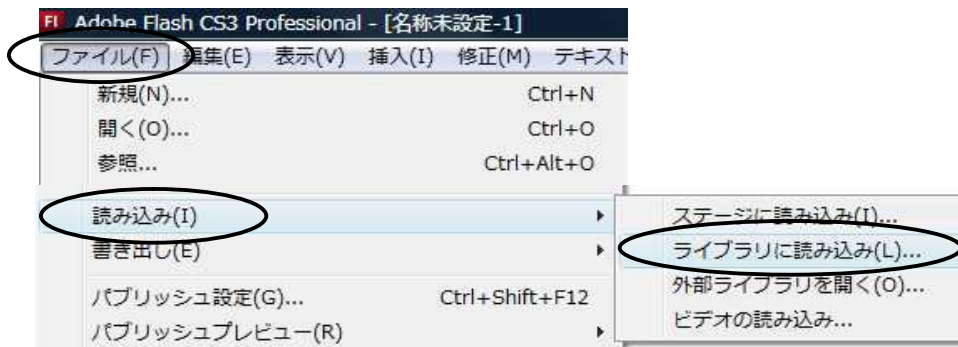 Fl Adobe Flash CS3 Professional - [名称未設定-1]
ファイル(F) 編集(E) 表示(V) 挿入(I) 修正(M) テキスト
新規(N)... Ctrl+N
開く(O)... Ctrl+O
参照... Ctrl+Alt+O
読み込み(I)
ステージに読み込み(I)...
書き出し(E)
ライブラリに読み込み(L)...
外部ライブラリを開く(O)...
パブリッシュ設定(G)... Ctrl+Shift+F12
ビデオの読み込み...
パブリッシュプレビュー(R)